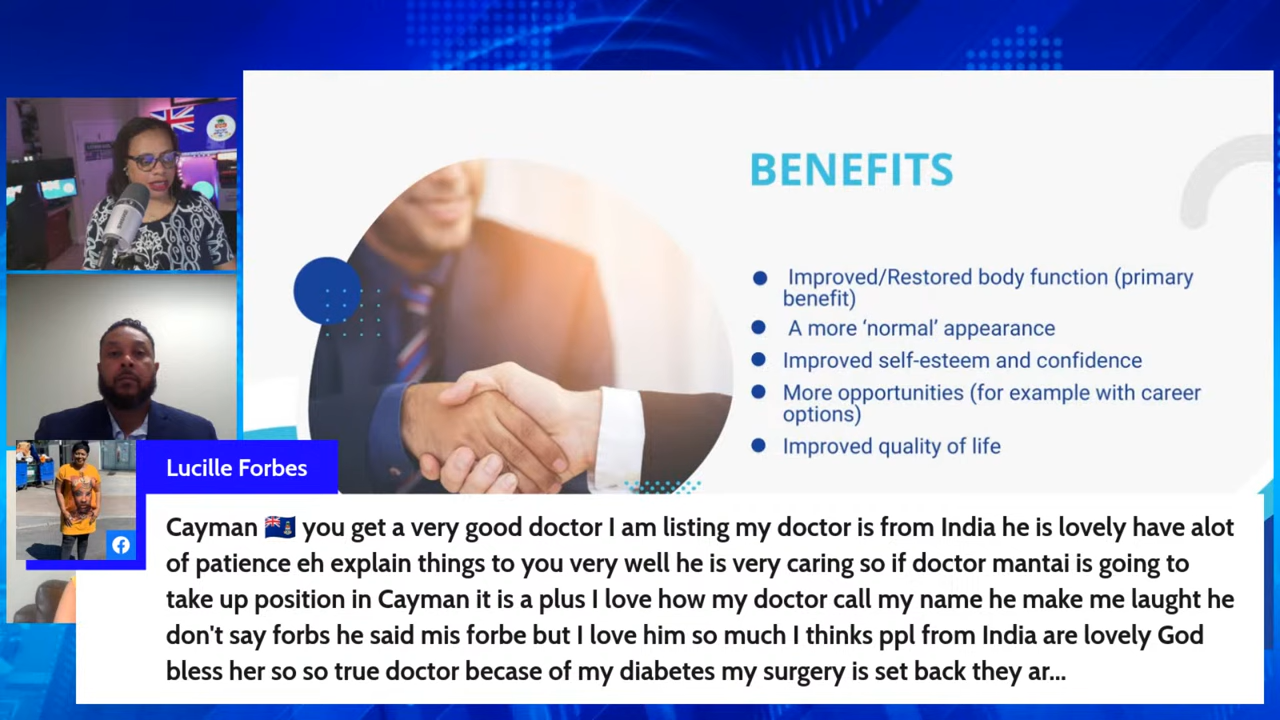 BENEFITS
Improved/Restored body function (primary
benefit)
A more ‘normal’ appearance
Improved self-esteem and confidence
More opportunities (for example with career
options)
Improved quality of life
Lucille Forbes
Cayman 🇰🇾 you get a very good doctor I am listing my doctor is from India he is lovely have alot
of patience eh explain things to you very well he is very caring so if doctor mantai is going to
take up position in Cayman it is a plus I love how my doctor call my name he make me laught he
don't say forbs he said mis forbe but I love him so much I thinks ppl from India are lovely God
bless her so so true doctor becase of my diabetes my surgery is set back they ar...